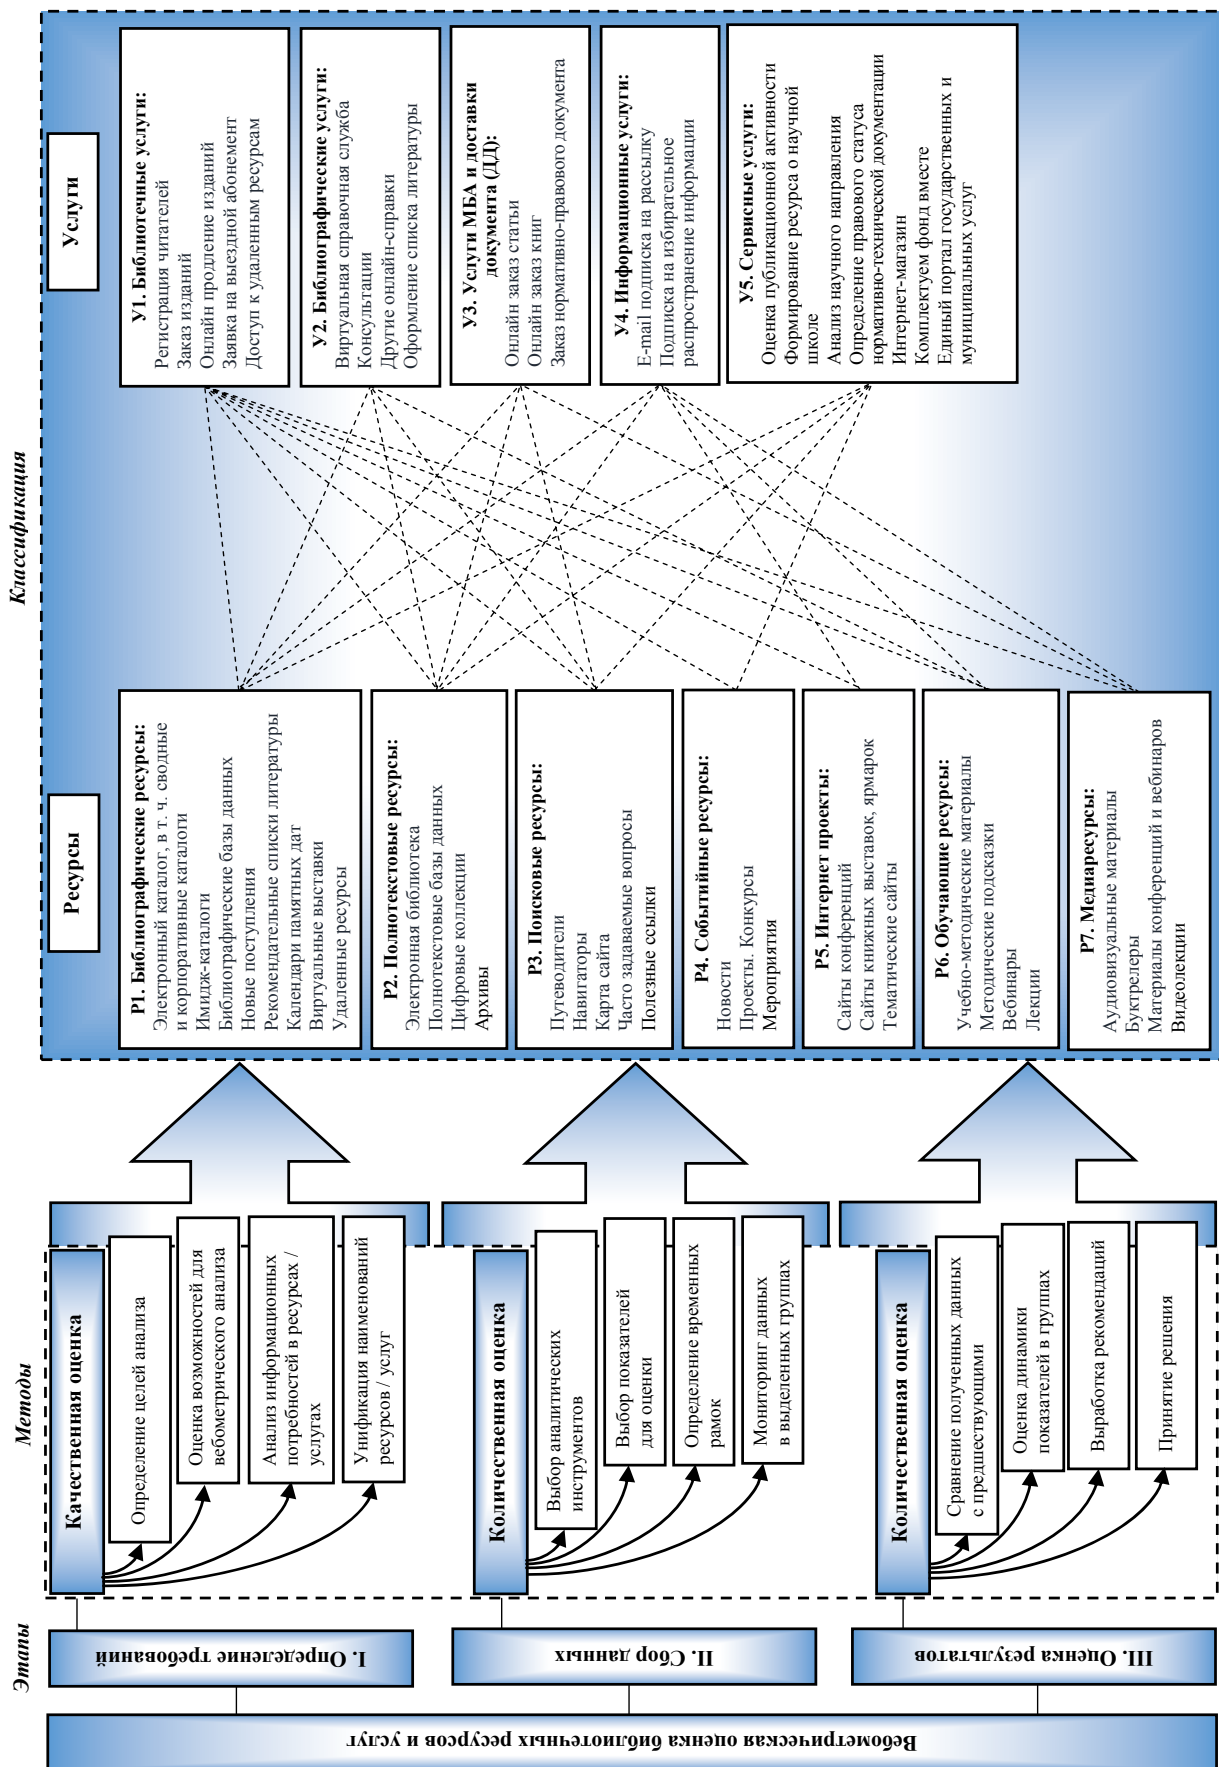 Этапы
Методы
Классификация
Вебометрическая оценка библиотечных ресурсов и услуг
I. Определение требований
Качественная оценка
Определение целей анализа
Оценка возможностей для
вебометрического анализа
Анализ информационных
потребностей в ресурсах /
услугах
Унификация наименований
ресурсов / услуг
II. Сбор данных
Количественная оценка
Выбор аналитических
инструментов
Выбор показателей
для оценки
Определение временных
рамок
Мониторинг данных
в выделенных группах
III. Оценка результатов
Количественная оценка
Сравнение полученных данных
с предшествующими
Оценка динамики
показателей в группах
Выработка рекомендаций
Принятие решения
Ресурсы
Р1. Библиографические ресурсы:
Электронный каталог, в т. ч. сводные
и корпоративные каталоги
Имидж-каталоги
Библиографические базы данных
Новые поступления
Рекомендательные списки литературы
Календари памятных дат
Виртуальные выставки
Удаленные ресурсы
Р2. Полнотекстовые ресурсы:
Электронная библиотека
Полнотекстовые базы данных
Цифровые коллекции
Архивы
Р3. Поисковые ресурсы:
Путеводители
Навигаторы
Карта сайта
Часто задаваемые вопросы
Полезные ссылки
Р4. Событийные ресурсы:
Новости
Проекты. Конкурсы
Мероприятия
Р5. Интернет проекты:
Сайты конференций
Сайты книжных выставок, ярмарок
Тематические сайты
Р6. Обучающие ресурсы:
Учебно-методические материалы
Методические подсказки
Вебинары
Лекции
Р7. Медиаресурсы:
Аудиовизуальные материалы
Буктрелеры
Материалы конференций и вебинаров
Видеолекции
Услуги
У1. Библиотечные услуги:
Регистрация читателей
Заказ изданий
Онлайн продление изданий
Заявка на выездной абонемент
Доступ к удаленным ресурсам
У2. Библиографические услуги:
Виртуальная справочная служба
Консультации
Другие онлайн-справки
Оформление списка литературы
У3. Услуги МБА и доставки
документа (ДД):
Онлайн заказ статьи
Онлайн заказ книг
Заказ нормативно-правового документа
У4. Информационные услуги:
E-mail подписка на рассылку
Подписка на избирательное
распространение информации
У5. Сервисные услуги:
Оценка публикационной активности
Формирование ресурса о научной
школе
Анализ научного направления
Определение правового статуса
нормативно-технической документации
Интернет-магазин
Комплектуем фонд вместе
Единый портал государственных и
муниципальных услуг